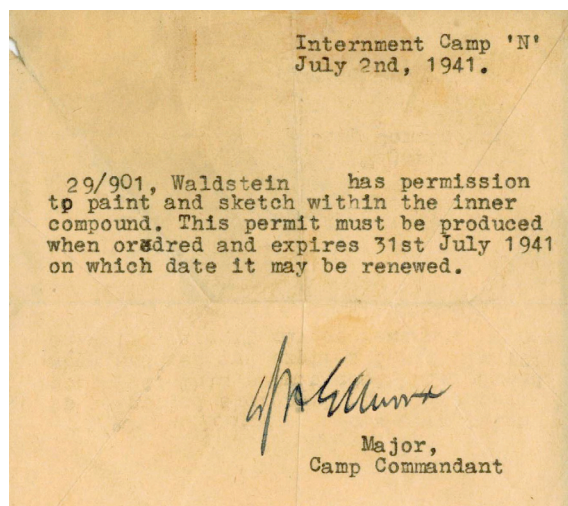 Internment Camp 'N'
July 2nd, 1941.
29/901, Waldstein has permission
to paint and sketch within the inner
compound. This permit must be produced
when oredred and expires 31st July 1941
on which date it may be renewed.
Major,
Camp Commandant